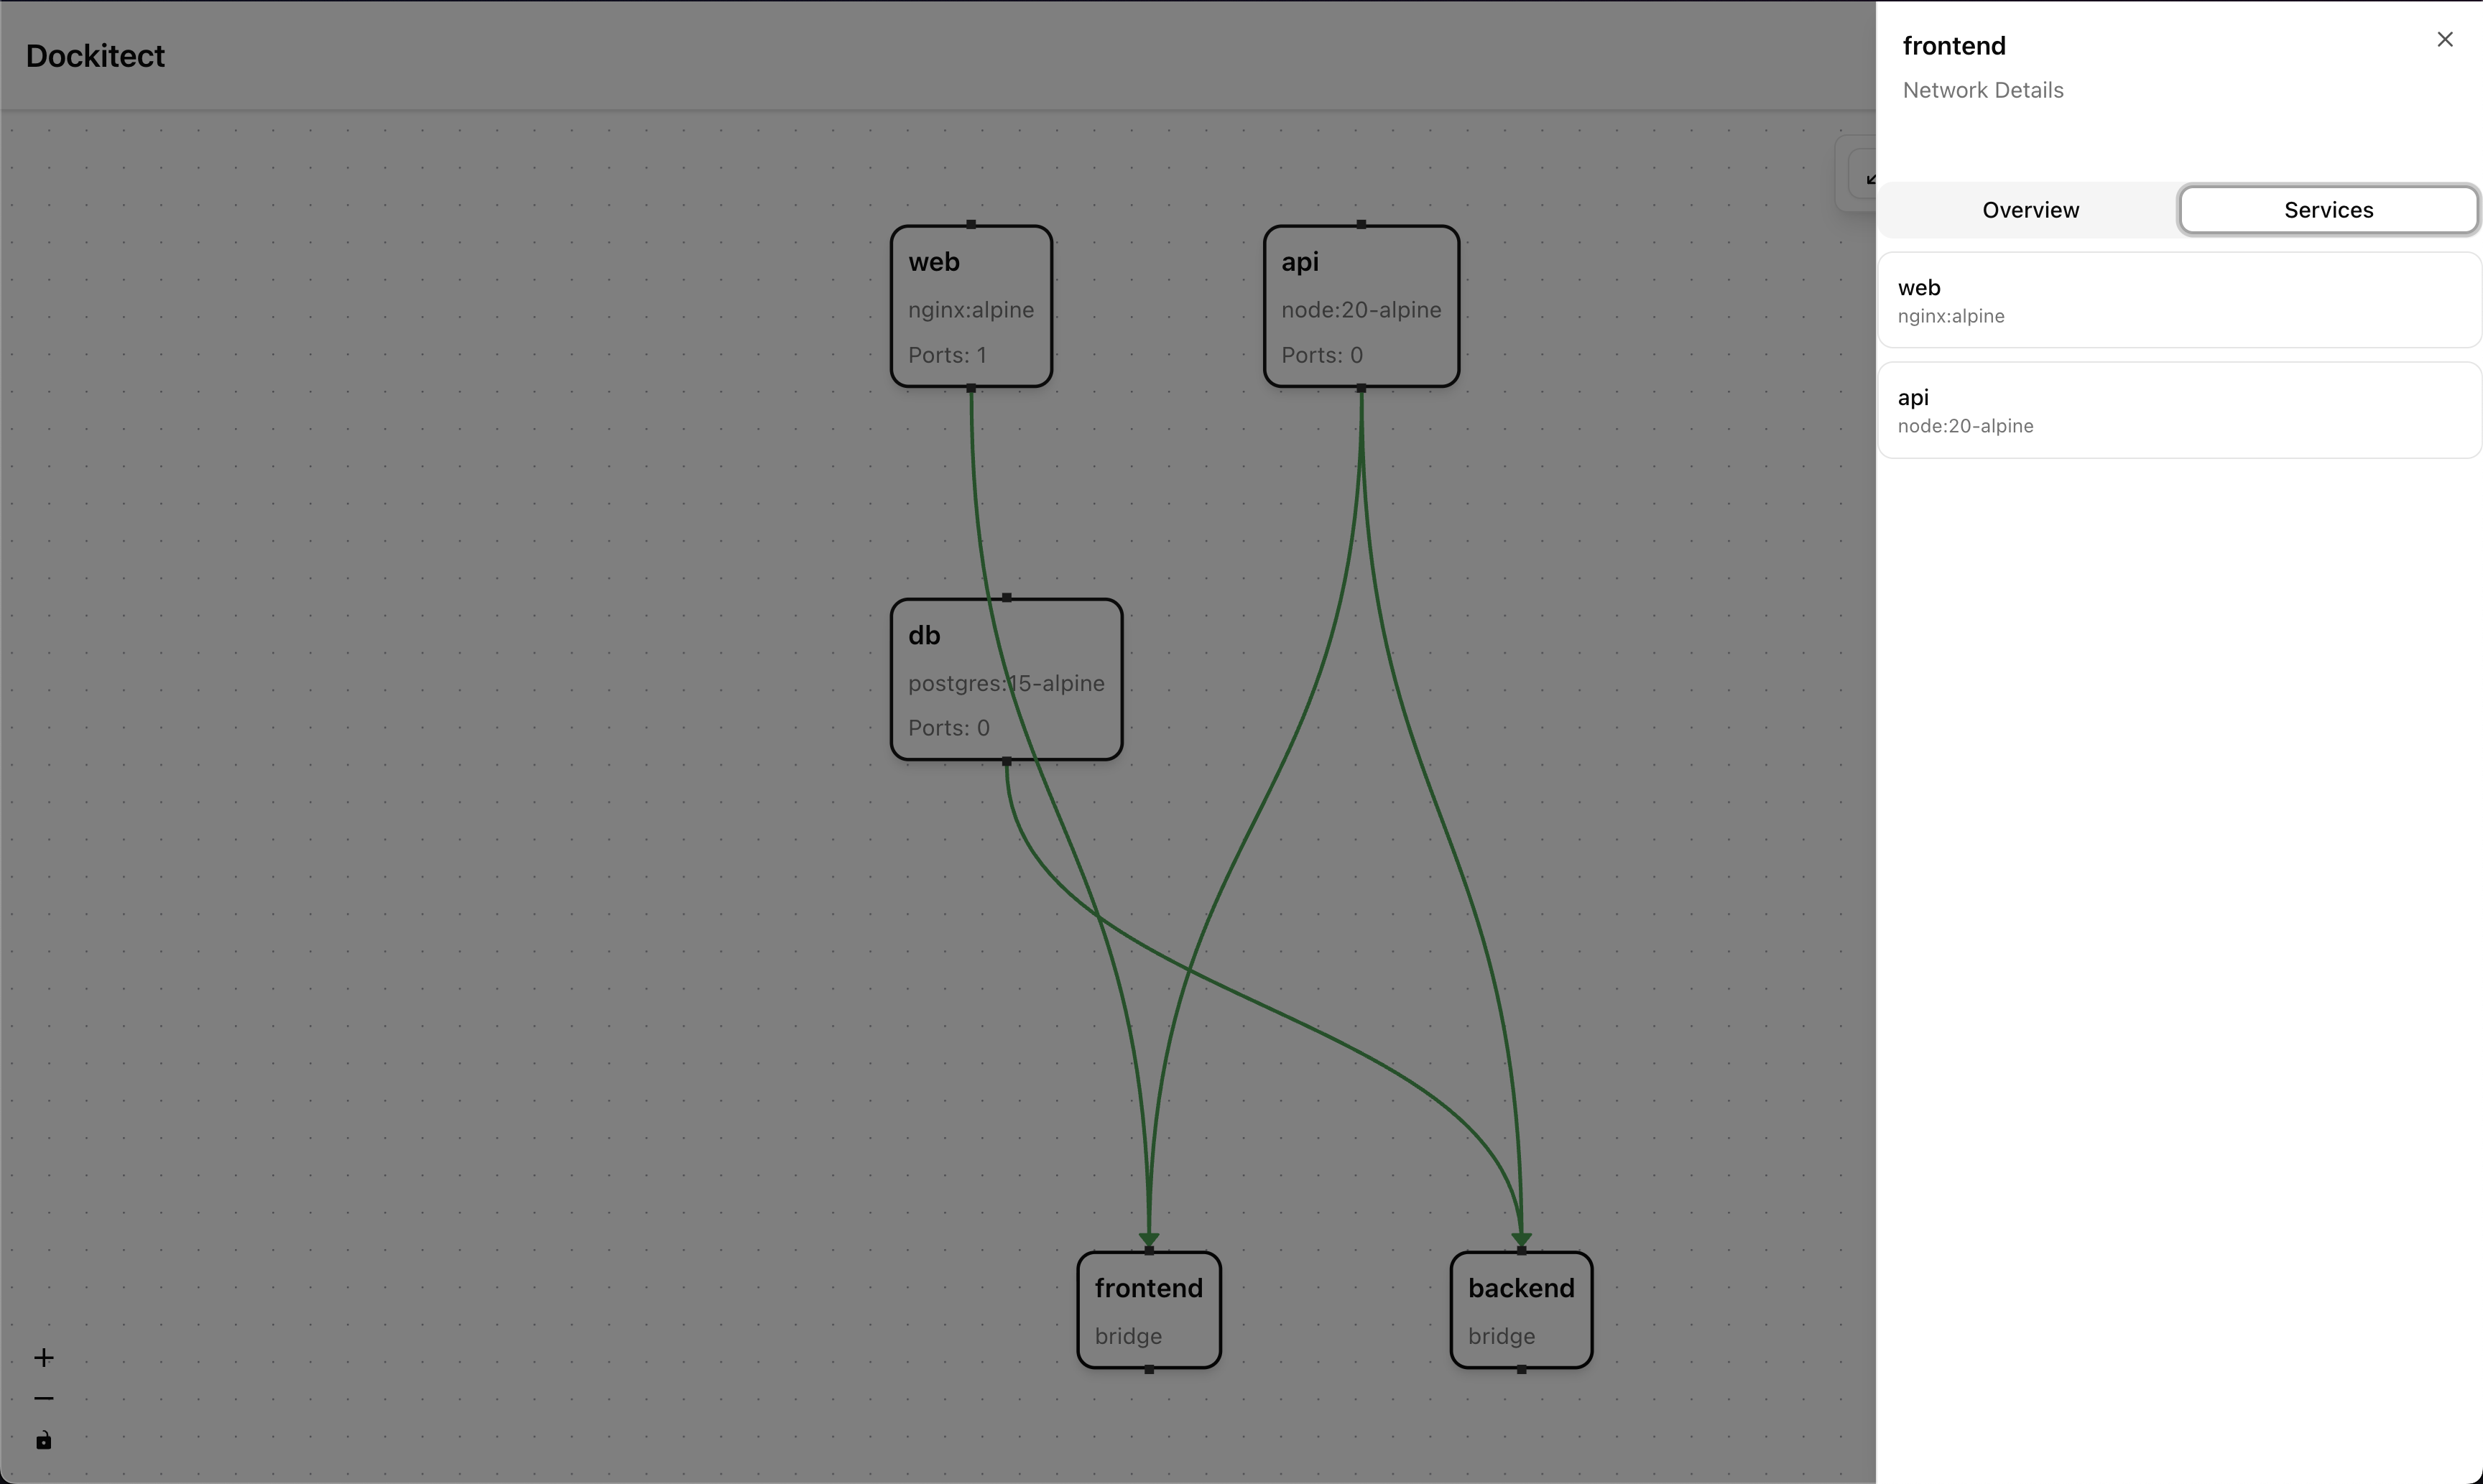 Dockitect
web
nginx:alpine
Ports: 1
api
node:20-alpine
Ports: 0
db
postgres:15-alpine
Ports: 0
frontend
bridge
backend
bridge
frontend
Network Details
Overview
Services
web
nginx:alpine
api
node:20-alpine